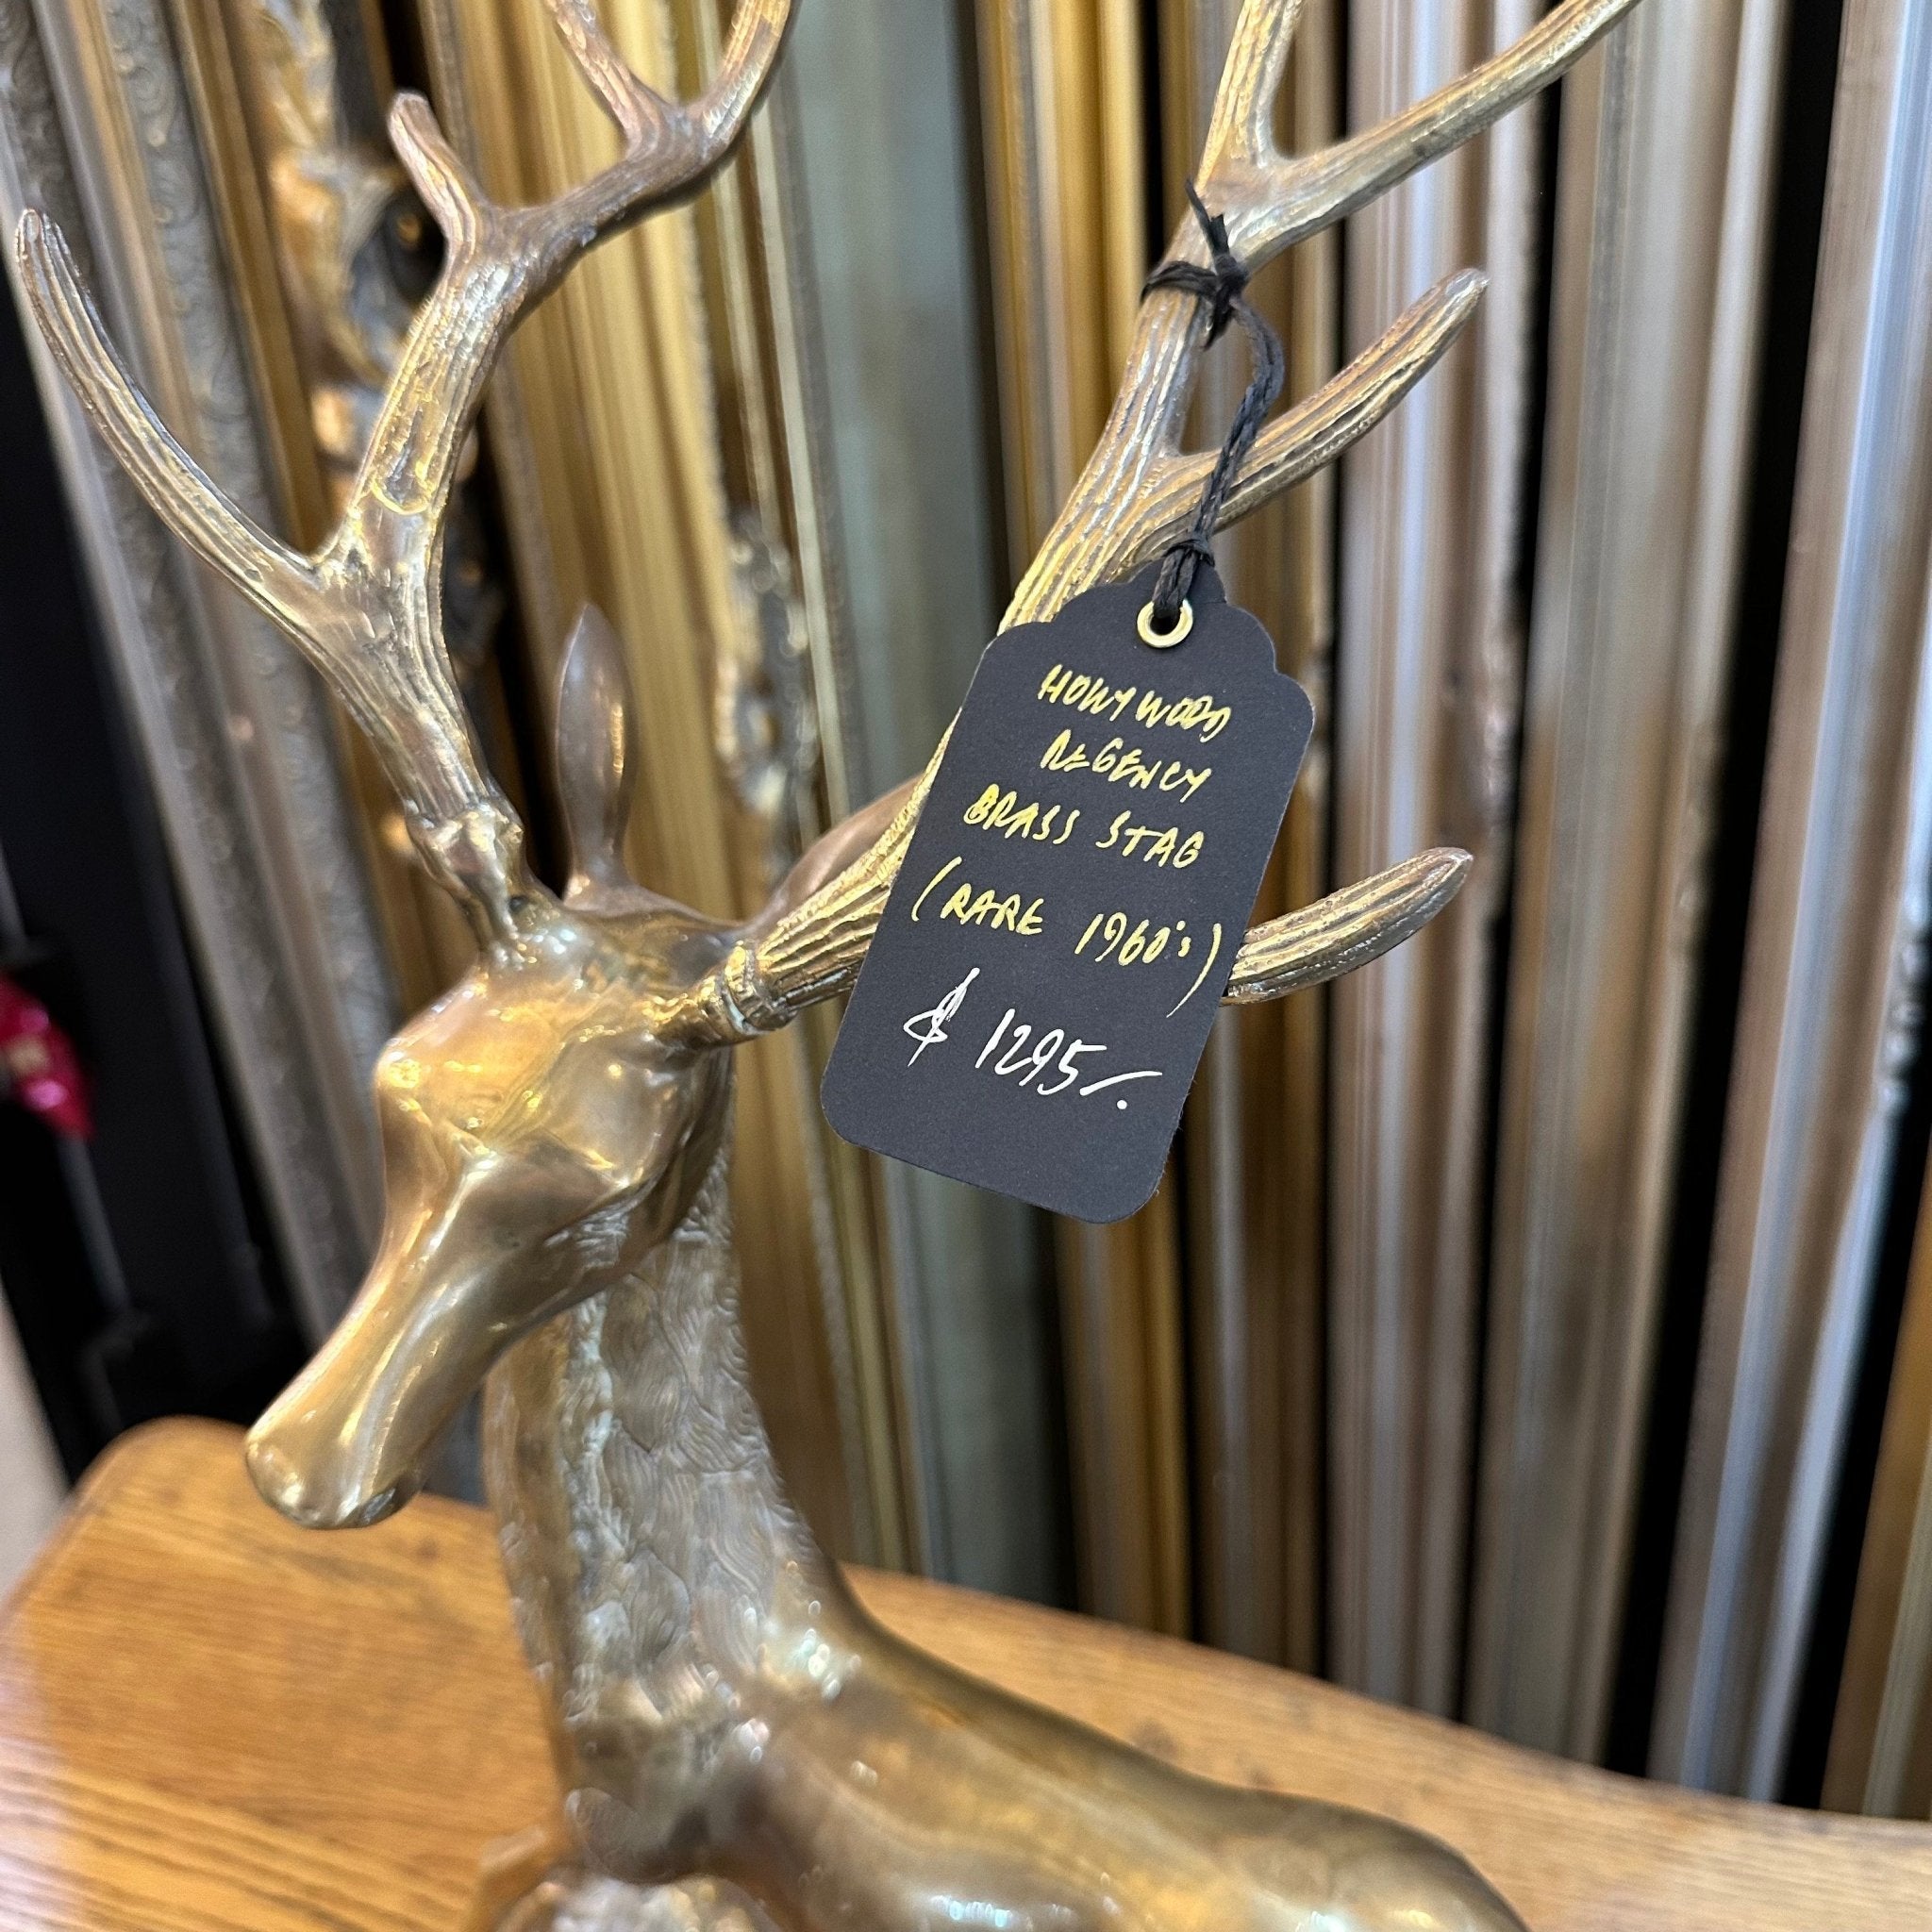 HOLLYWOOD
REGENCY
BRASS STAG
(RARE 1960's)
$ 1295-.